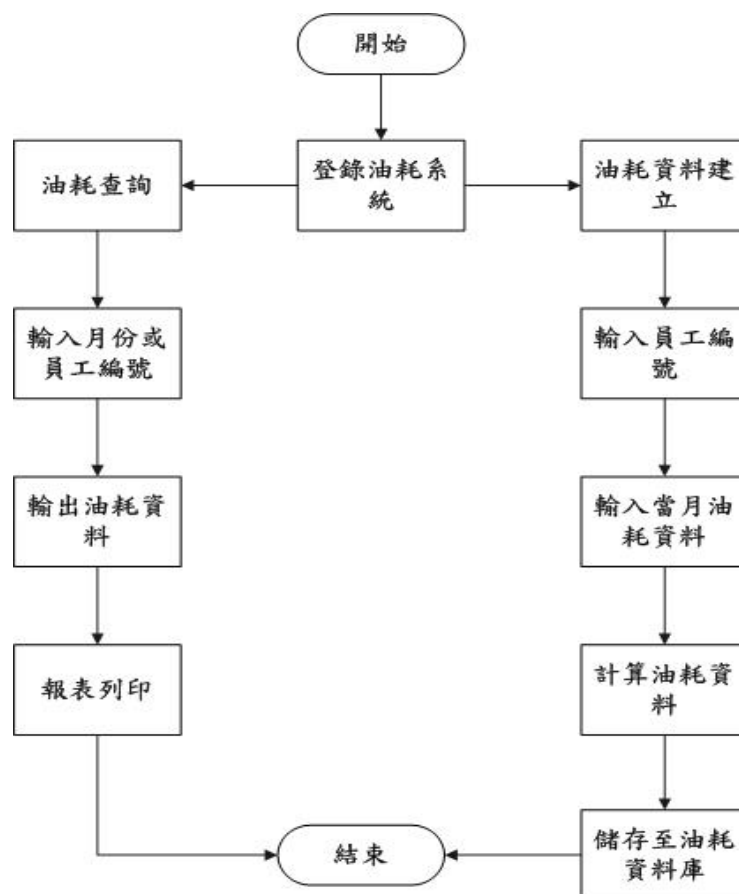 開始
油耗查詢
登錄油耗系
統
油耗資料建
立
輸入月份或
員工編號
輸入員工編
號
輸出油耗資
料
輸入當月油
耗資料
報表列印
計算油耗資
料
結束
儲存至油耗
資料庫